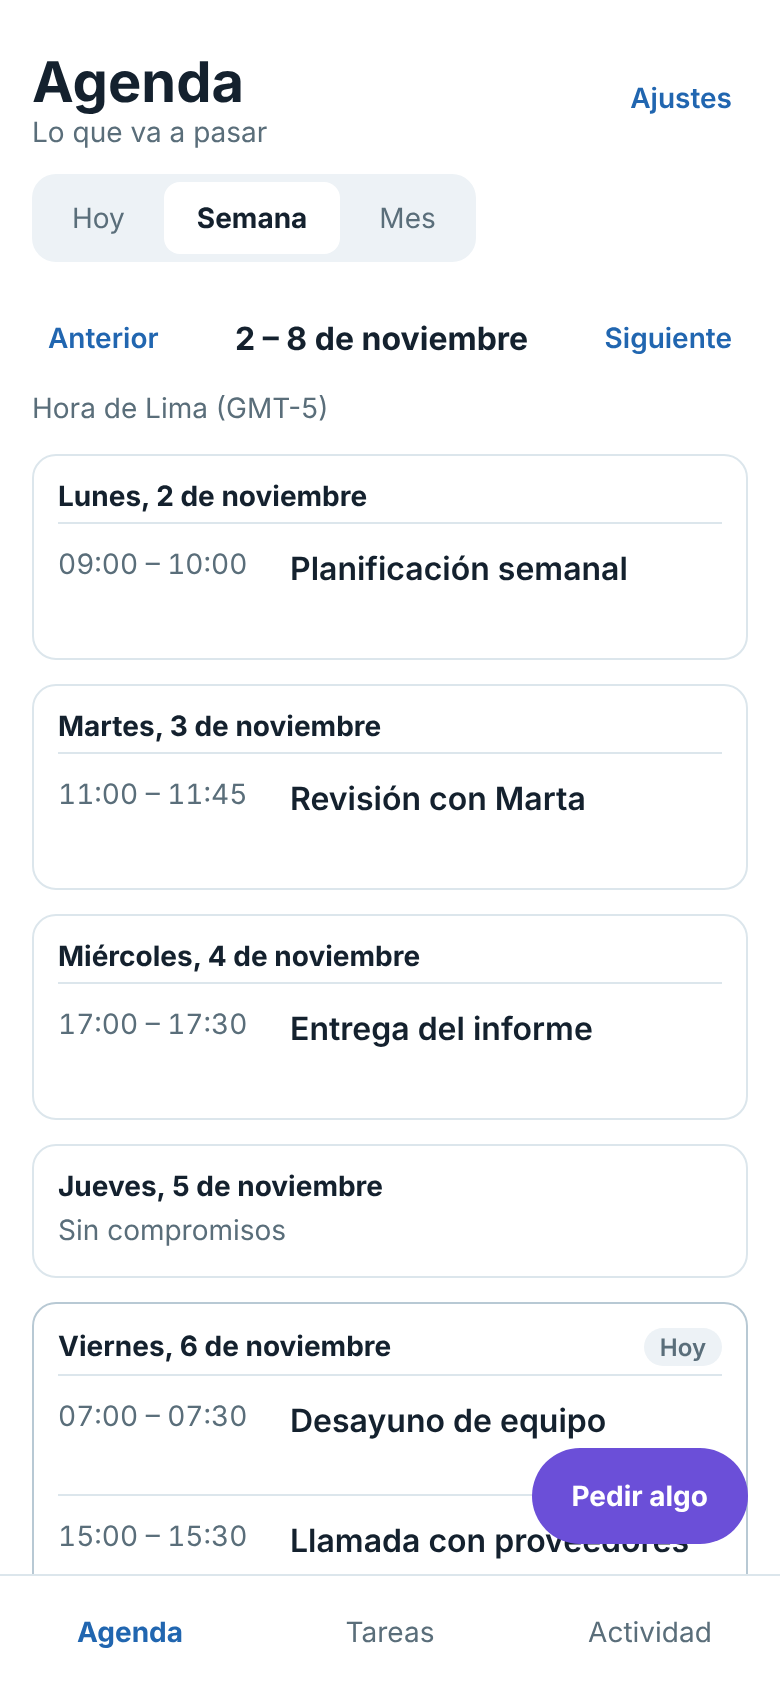 Agenda
Ajustes
Lo que va a pasar
Hoy
Semana
Mes
Anterior
2 – 8 de noviembre
Siguiente
Hora de Lima (GMT-5)
Lunes, 2 de noviembre
09:00 – 10:00 Planificación semanal
Martes, 3 de noviembre
11:00 – 11:45 Revisión con Marta
Miércoles, 4 de noviembre
17:00 – 17:30 Entrega del informe
Jueves, 5 de noviembre
Sin compromisos
Viernes, 6 de noviembre
Hoy
07:00 – 07:30 Desayuno de equipo
Pedir algo
15:00 – 15:30 Llamada con proveedores
Agenda
Tareas
Actividad